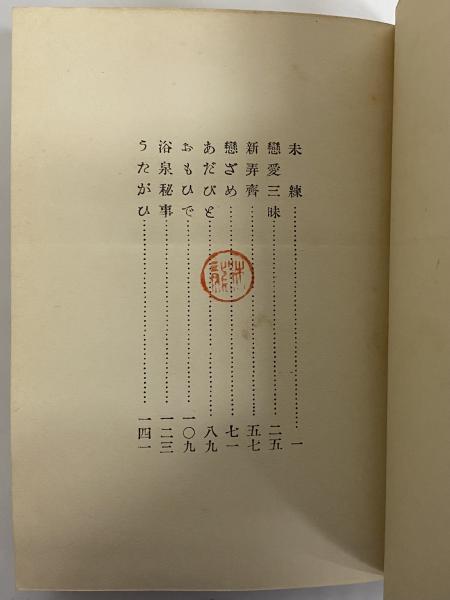 未練……………………………一
戀愛三昧……………………………二五
新弄齊……………………………五七
戀ざめ……………………………七一
あだびと……………………………八九
おもひで……………………………一〇九
浴泉秘事……………………………一二三
うたがひ……………………………一四一